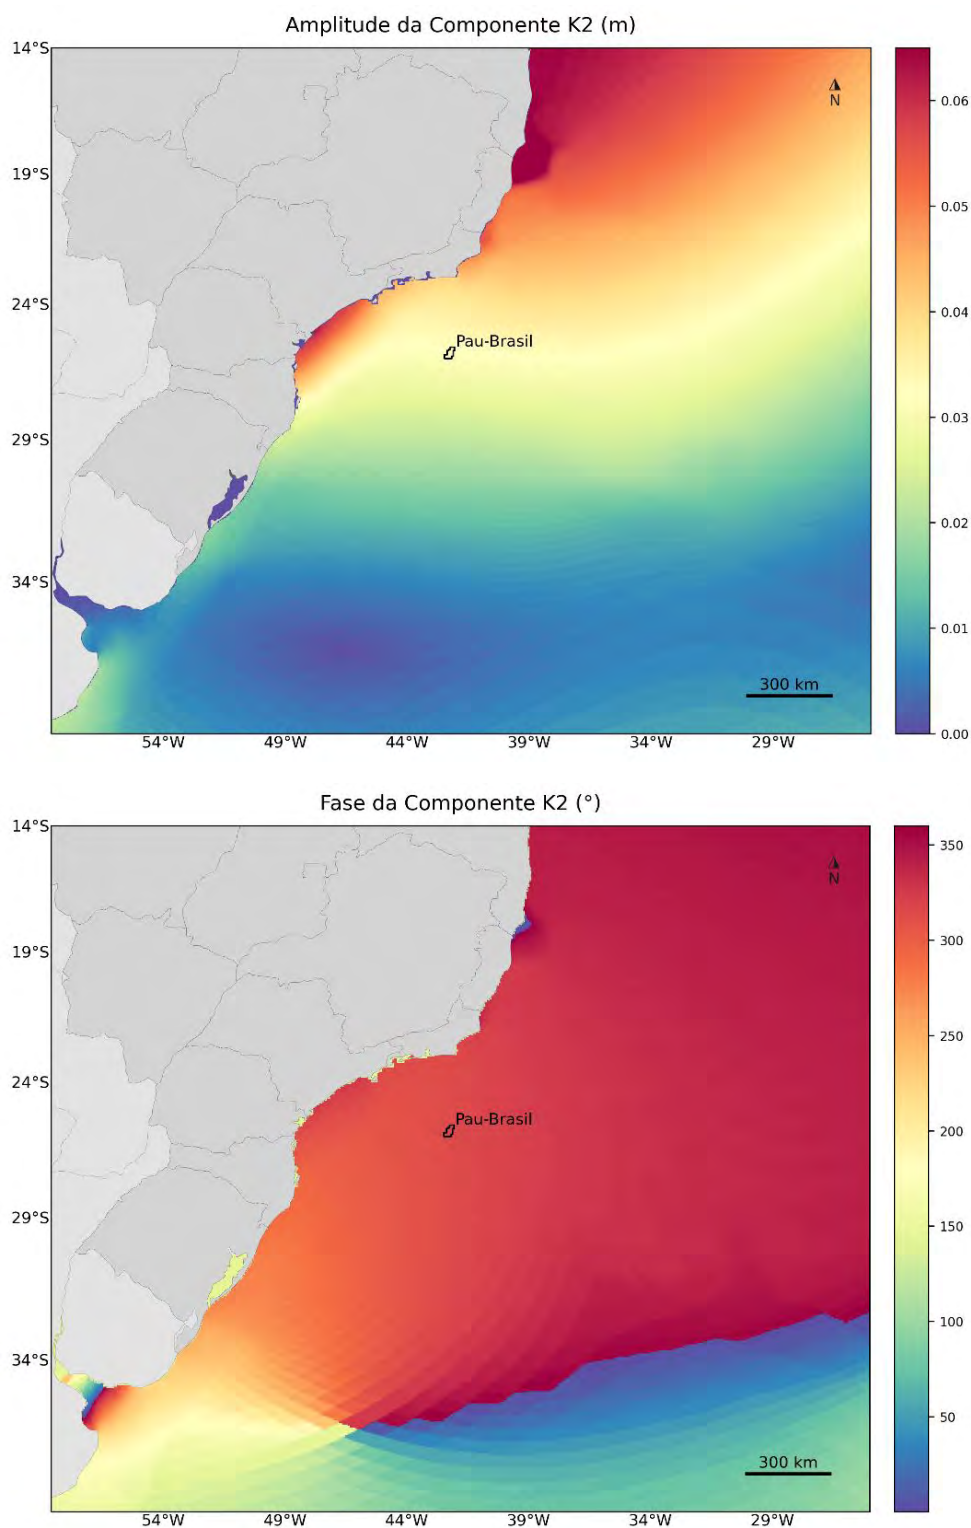 Amplitude da Componente K2 (m)
14°S
19°S
24°S
29°S
34°S
N
Pau-Brasil
300 km
54°W 49°W 44°W 39°W 34°W 29°W
0.06
0.05
0.04
0.03
0.02
0.01
0.00
Fase da Componente K2 (°)
14°S
19°S
24°S
29°S
34°S
N
Pau-Brasil
300 km
54°W 49°W 44°W 39°W 34°W 29°W
350
300
250
200
150
100
50